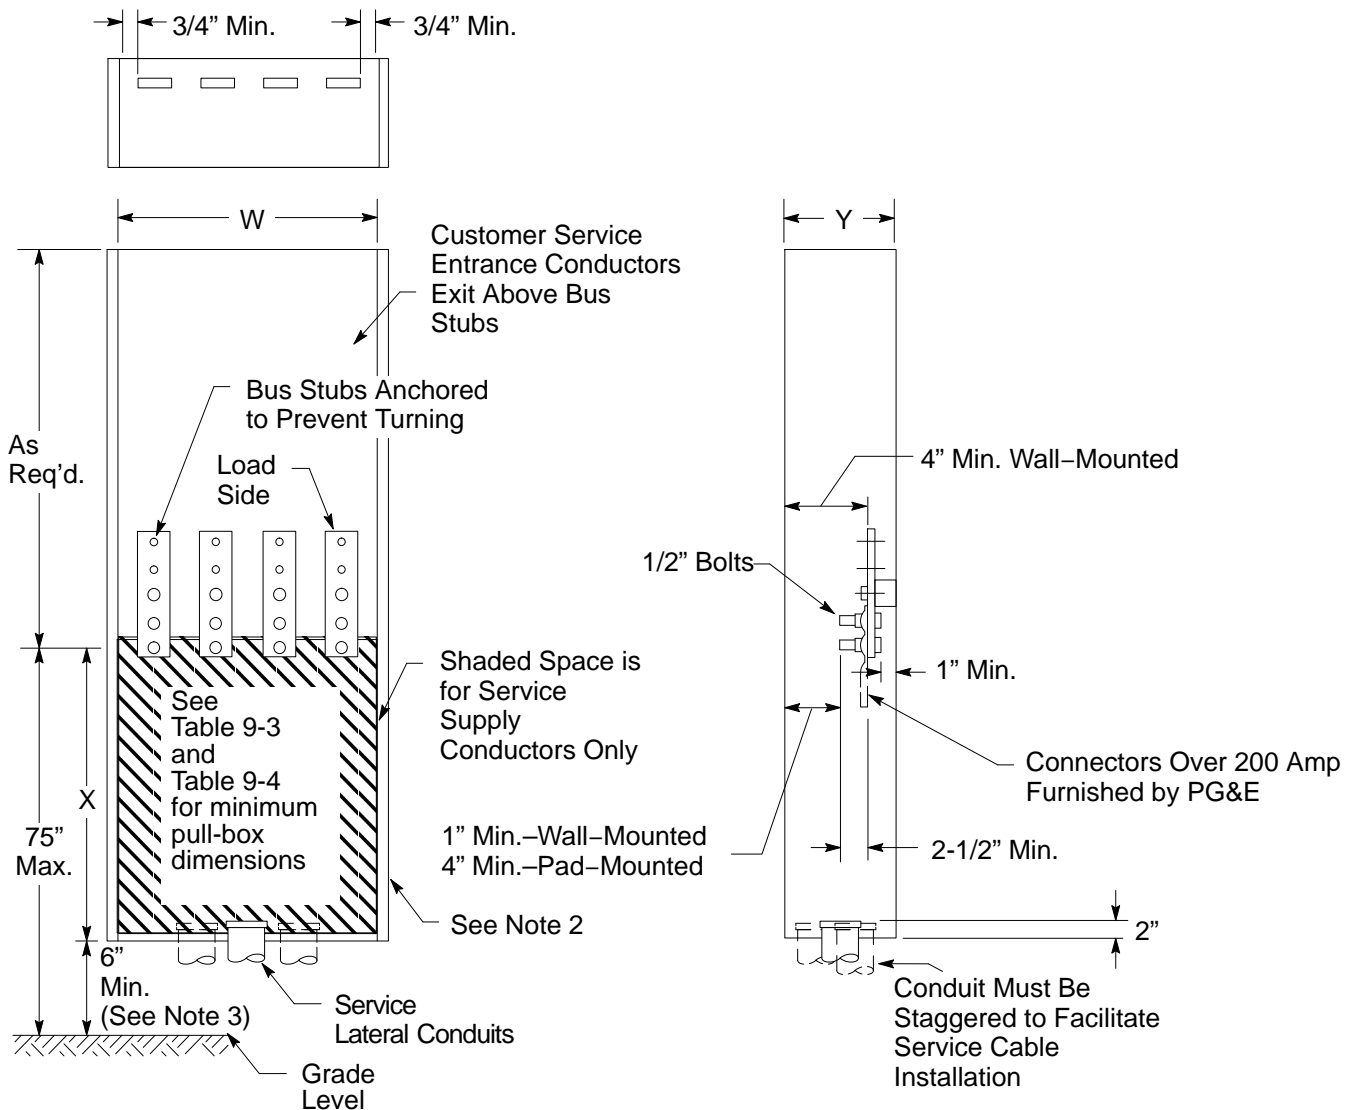 3/4” Min.
3/4” Min.
W
Customer Service
Entrance Conductors
Exit Above Bus
Stubs
Bus Stubs Anchored
to Prevent Turning
As
Req’d.
Load
Side
Shaded Space is
for Service
Supply
Conductors Only
See
Table 9-3
and
Table 9-4
for minimum
pull-box
dimensions
X
75”
Max.
See Note 2
6”
Min.
(See Note 3)
Service
Lateral Conduits
Grade
Level
Y
4” Min. Wall–Mounted
1/2” Bolts
1” Min.
Connectors Over 200 Amp
Furnished by PG&E
1” Min.–Wall–Mounted
4” Min.–Pad–Mounted
2-1/2” Min.
2”
Conduit Must Be
Staggered to Facilitate
Service Cable
Installation